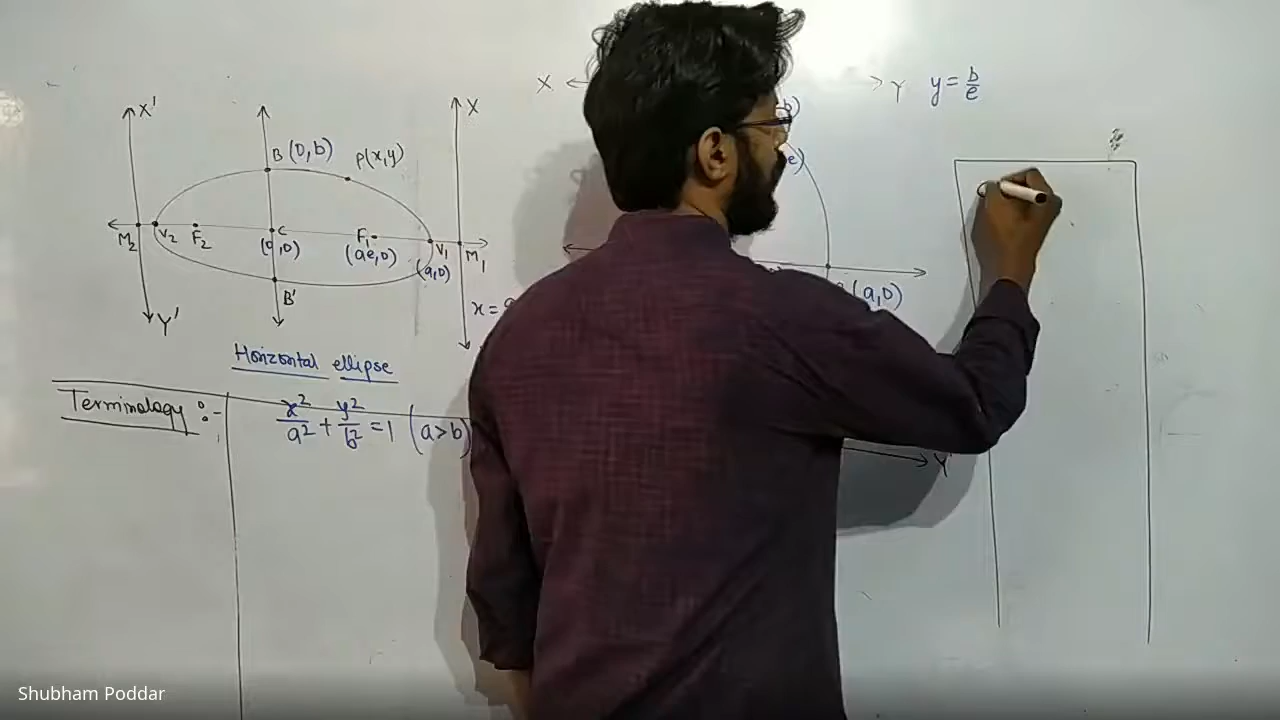 X'
X
X
Y y = b/e
B (0,b)
P(x,y)
b)
e)
M₂ V₂ F₂ C F₁ V₁ M₁
(0,0) (ae,0) (a,0)
(a,0)
B'
x =
Y'
Y'
Horizontal ellipse
Terminology :-
x²/a² + y²/b² = 1 (a>b)
Shubham Poddar